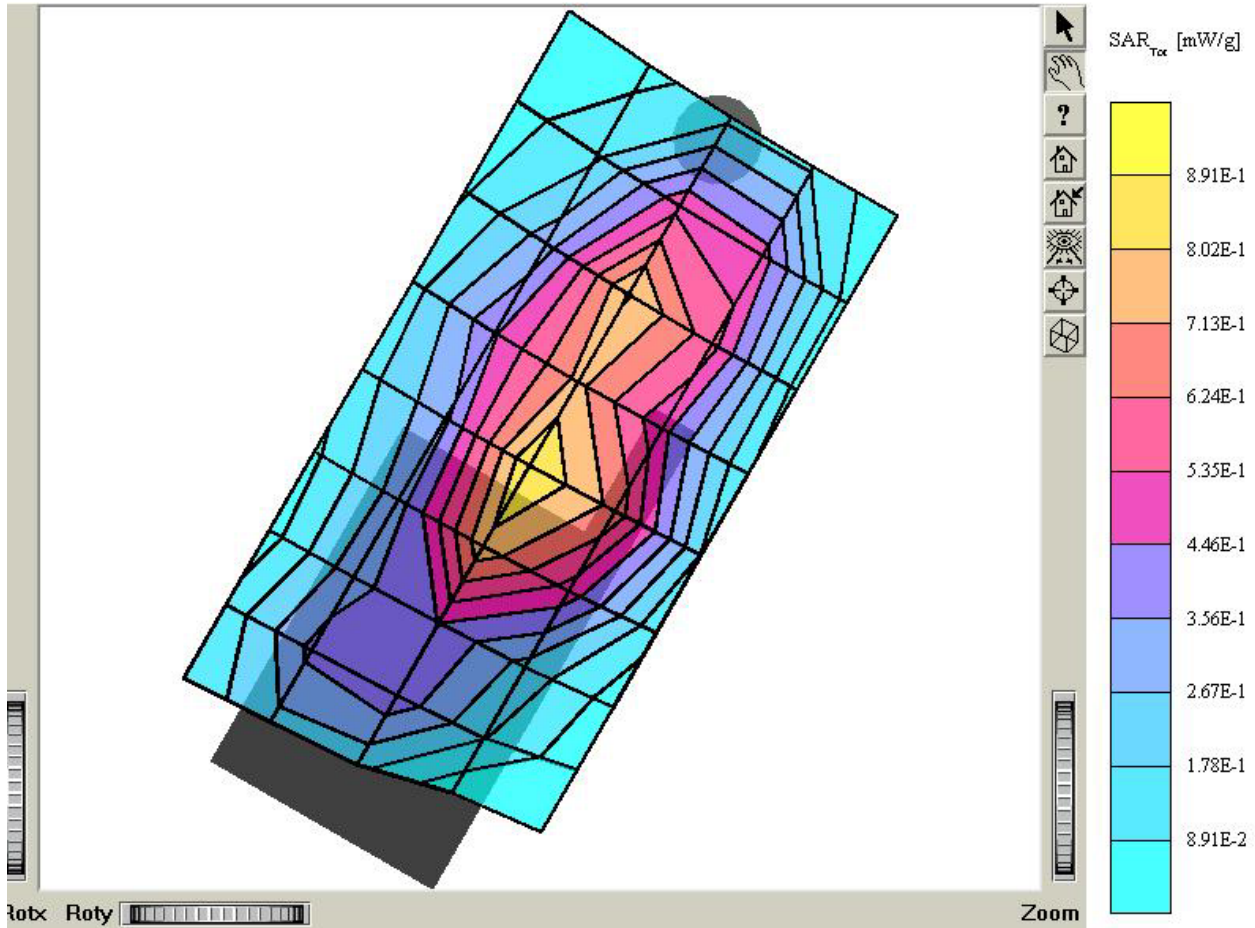 SAR_Tot [mW/g]
?
8.91E-1
8.02E-1
7.13E-1
6.24E-1
5.35E-1
4.46E-1
3.56E-1
2.67E-1
1.78E-1
8.91E-2
Rotx Roty Zoom